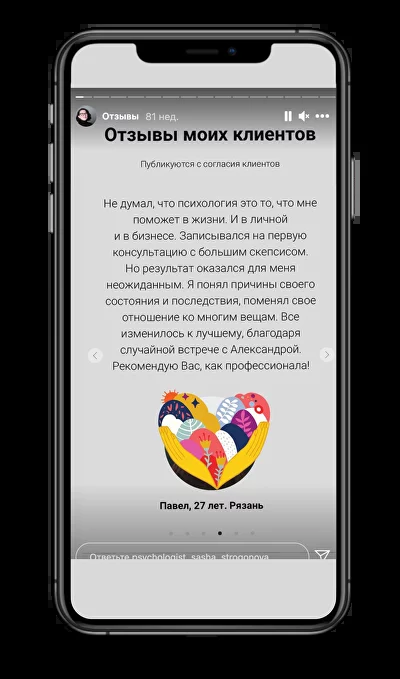 Отзывы 81 нед.
Отзывы моих клиентов
Публикуются с согласия клиентов
Не думал, что психология это то, что мне
поможет в жизни. И в личной
и в бизнесе. Записывался на первую
консультацию с большим скепсисом.
Но результат оказался для меня
неожиданным. Я понял причины своего
состояния и последствия, поменял свое
отношение ко многим вещам. Все
изменилось к лучшему, благодаря
случайной встрече с Александрой.
Рекомендую Вас, как профессионала!
Павел, 27 лет. Рязань
Ответьте psychologist_sasha_strogonova